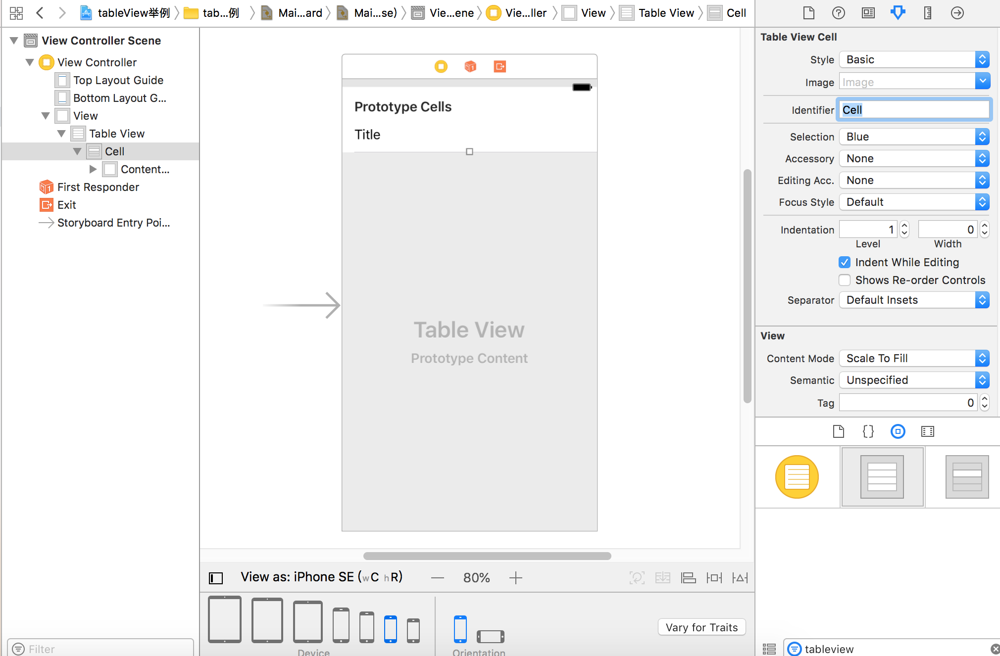 tableView举例 tab...例 Mai...ard Mai...se) Vie...ene Vie...ller View Table View Cell
View Controller Scene
View Controller
Top Layout Guide
Bottom Layout G...
View
Table View
Cell
Content...
First Responder
Exit
Storyboard Entry Poi...
Filter
Prototype Cells
Title
Table View
Prototype Content
View as: iPhone SE (wC hR)
80%
Device
Orientation
Vary for Traits
Table View Cell
Style Basic
Image Image
Identifier Cell
Selection Blue
Accessory None
Editing Acc. None
Focus Style Default
Indentation 1 0
Level Width
Indent While Editing
Shows Re-order Controls
Separator Default Insets
View
Content Mode Scale To Fill
Semantic Unspecified
Tag 0
{}
tableview